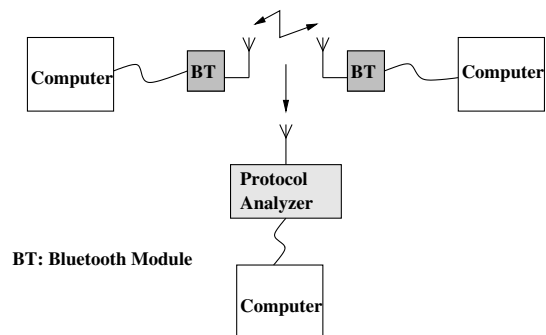 Computer
BT
BT
Computer
Protocol
Analyzer
BT: Bluetooth Module
Computer